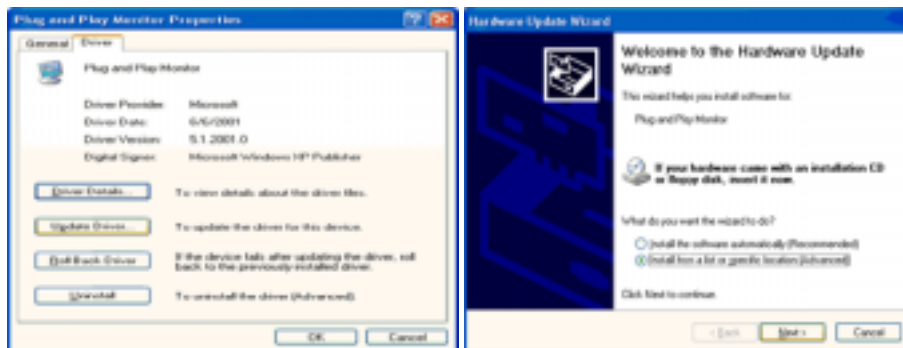 Plug and Play Monitor Properties
General Driver
Plug and Play Monitor
Driver Provider: Microsoft
Driver Date: 6/6/2001
Driver Version: 5.1.2001.0
Digital Signer: Microsoft Windows XP Publisher
Driver Details... To view details about the driver files.
Update Driver... To update the driver for this device.
Roll Back Driver If the device fails after updating the driver, roll
back to the previously installed driver.
Uninstall To uninstall the driver (Advanced).
OK Cancel
Hardware Update Wizard
Welcome to the Hardware Update
Wizard
This wizard helps you install software for:
Plug and Play Monitor
If your hardware came with an installation CD
or floppy disk, insert it now.
What do you want the wizard to do?
Install the software automatically (Recommended)
Install from a list or specific location (Advanced)
Click Next to continue.
< Back Next > Cancel